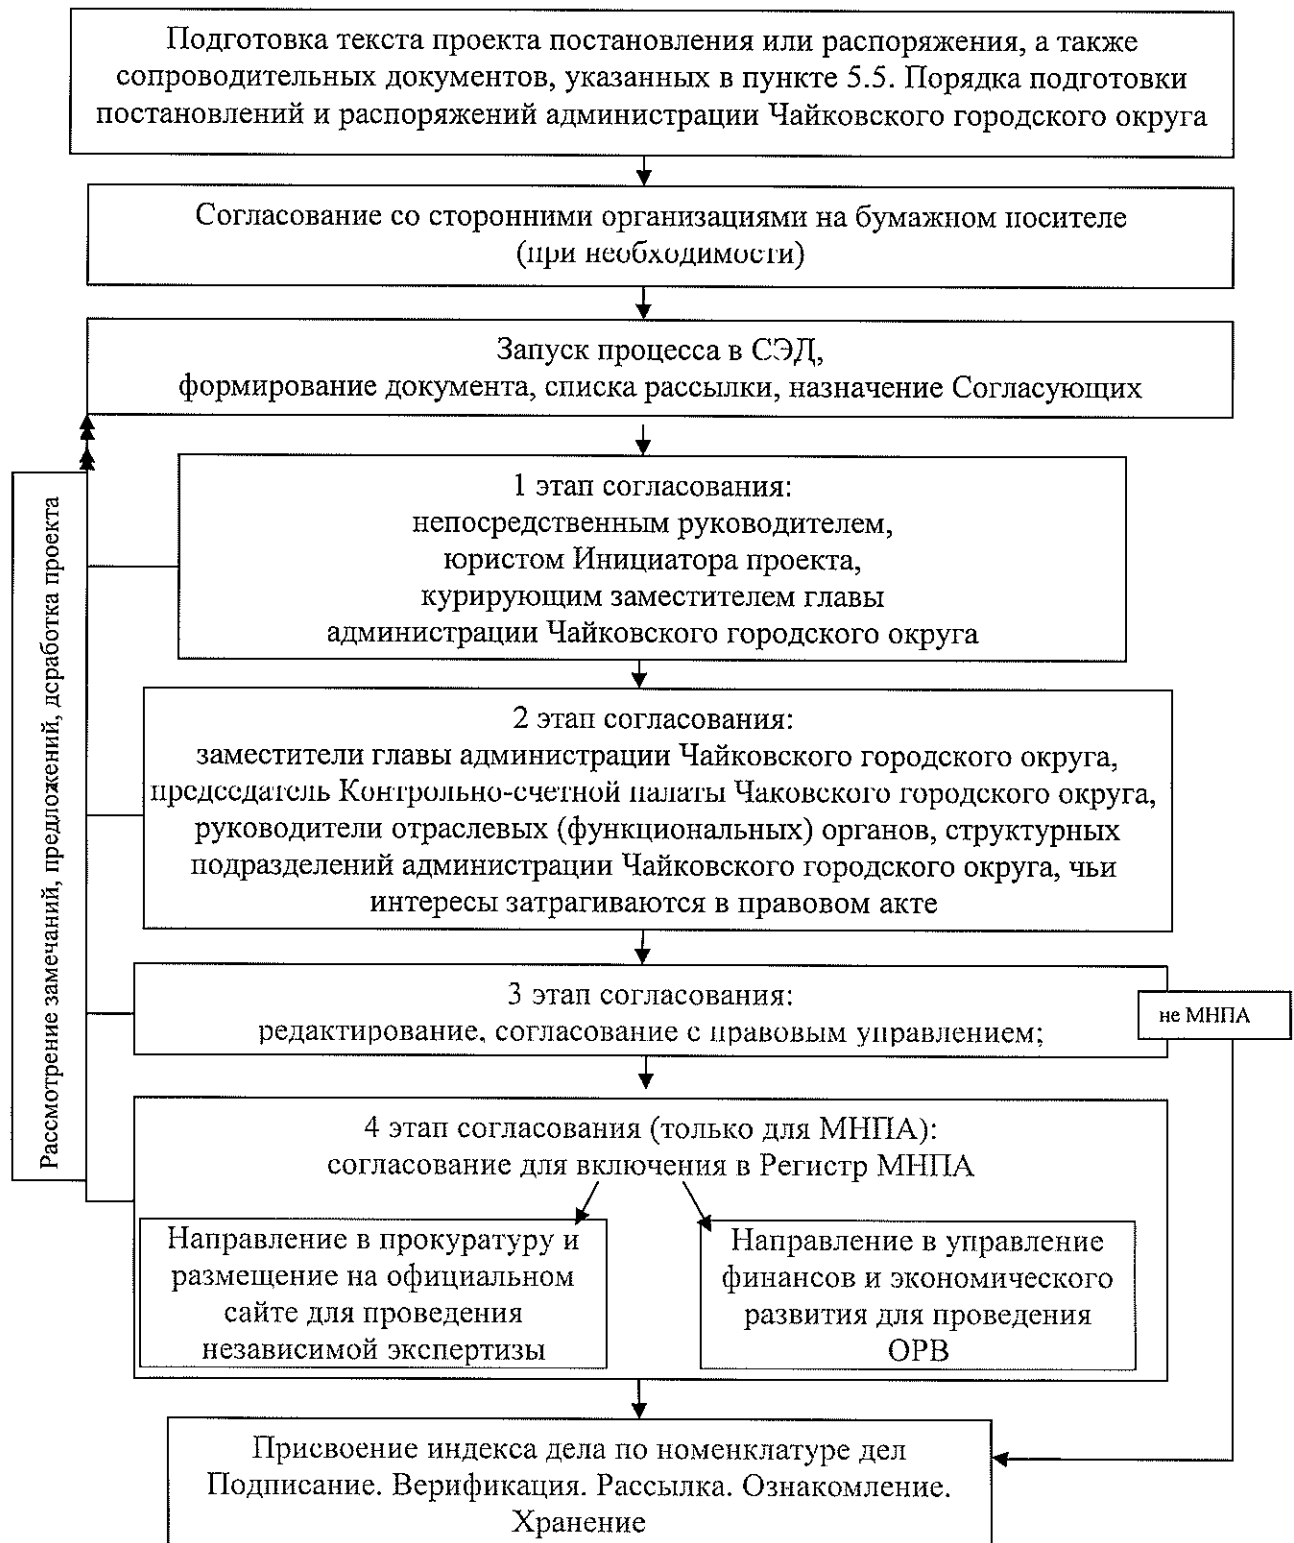 Подготовка текста проекта постановления или распоряжения, а также
сопроводительных документов, указанных в пункте 5.5. Порядка подготовки
постановлений и распоряжений администрации Чайковского городского округа
Согласование со сторонними организациями на бумажном носителе
(при необходимости)
Запуск процесса в СЭД,
формирование документа, списка рассылки, назначение Согласующих
Рассмотрение замечаний, предложений, доработка проекта
1 этап согласования:
непосредственным руководителем,
юристом Инициатора проекта,
курирующим заместителем главы
администрации Чайковского городского округа
2 этап согласования:
заместители главы администрации Чайковского городского округа,
председатель Контрольно-счетной палаты Чаковского городского округа,
руководители отраслевых (функциональных) органов, структурных
подразделений администрации Чайковского городского округа, чьи
интересы затрагиваются в правовом акте
3 этап согласования:
редактирование, согласование с правовым управлением;
не МНПА
4 этап согласования (только для МНПА):
согласование для включения в Регистр МНПА
Направление в прокуратуру и
размещение на официальном
сайте для проведения
независимой экспертизы
Направление в управление
финансов и экономического
развития для проведения
ОРВ
Присвоение индекса дела по номенклатуре дел
Подписание. Верификация. Рассылка. Ознакомление.
Хранение